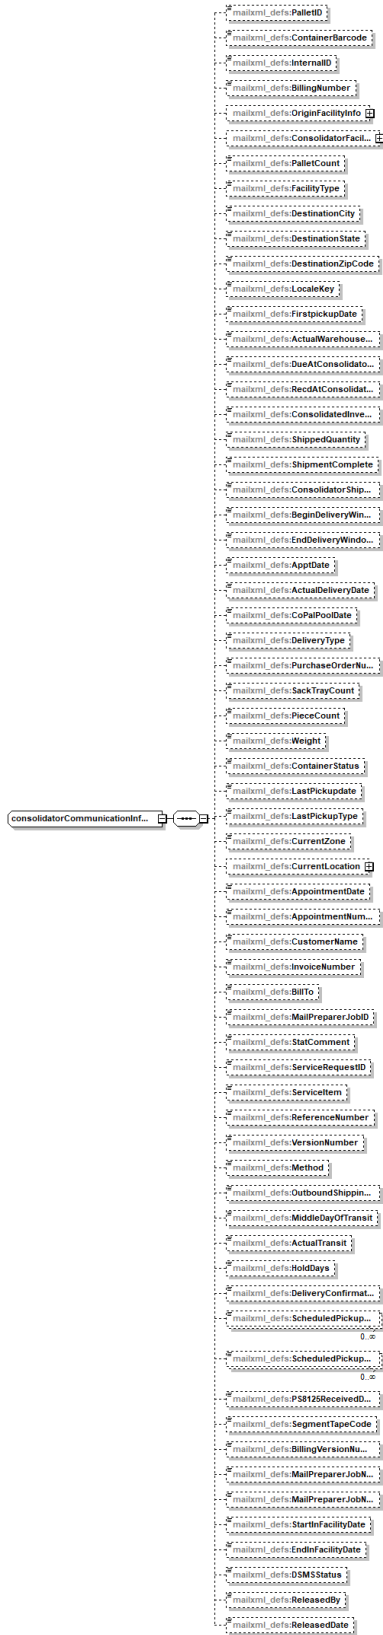 mailxml_defs:PalletID
mailxml_defs:ContainerBarcode
mailxml_defs:InternalID
mailxml_defs:BillingNumber
mailxml_defs:OriginFacilityInfo
mailxml_defs:ConsolidatorFacil...
mailxml_defs:PalletCount
mailxml_defs:FacilityType
mailxml_defs:DestinationCity
mailxml_defs:DestinationState
mailxml_defs:DestinationZipCode
mailxml_defs:LocaleKey
mailxml_defs:FirstpickupDate
mailxml_defs:ActualWarehouse...
mailxml_defs:DueAtConsolidato...
mailxml_defs:RecdAtConsolidat...
mailxml_defs:ConsolidatedInve...
mailxml_defs:ShippedQuantity
mailxml_defs:ShipmentComplete
mailxml_defs:ConsolidatorShip...
mailxml_defs:BeginDeliveryWin...
mailxml_defs:EndDeliveryWindo...
mailxml_defs:ApptDate
mailxml_defs:ActualDeliveryDate
mailxml_defs:CoPalPoolDate
mailxml_defs:DeliveryType
mailxml_defs:PurchaseOrderNu...
mailxml_defs:SackTrayCount
mailxml_defs:PieceCount
mailxml_defs:Weight
mailxml_defs:ContainerStatus
mailxml_defs:LastPickupdate
consolidatorCommunicationInf...
mailxml_defs:LastPickupType
mailxml_defs:CurrentZone
mailxml_defs:CurrentLocation
mailxml_defs:AppointmentDate
mailxml_defs:AppointmentNum...
mailxml_defs:CustomerName
mailxml_defs:InvoiceNumber
mailxml_defs:BillTo
mailxml_defs:MailPreparerJobID
mailxml_defs:StatComment
mailxml_defs:ServiceRequestID
mailxml_defs:ServiceItem
mailxml_defs:ReferenceNumber
mailxml_defs:VersionNumber
mailxml_defs:Method
mailxml_defs:OutboundShippin...
mailxml_defs:MiddleDayOfTransit
mailxml_defs:ActualTransit
mailxml_defs:HoldDays
mailxml_defs:DeliveryConfirmat...
mailxml_defs:ScheduledPickup...
0..∞
mailxml_defs:ScheduledPickup...
0..∞
mailxml_defs:PS8125ReceivedD...
mailxml_defs:SegmentTapeCode
mailxml_defs:BillingVersionNu...
mailxml_defs:MailPreparerJobN...
mailxml_defs:MailPreparerJobN...
mailxml_defs:StartInFacilityDate
mailxml_defs:EndInFacilityDate
mailxml_defs:DSMSStatus
mailxml_defs:ReleasedBy
mailxml_defs:ReleasedDate